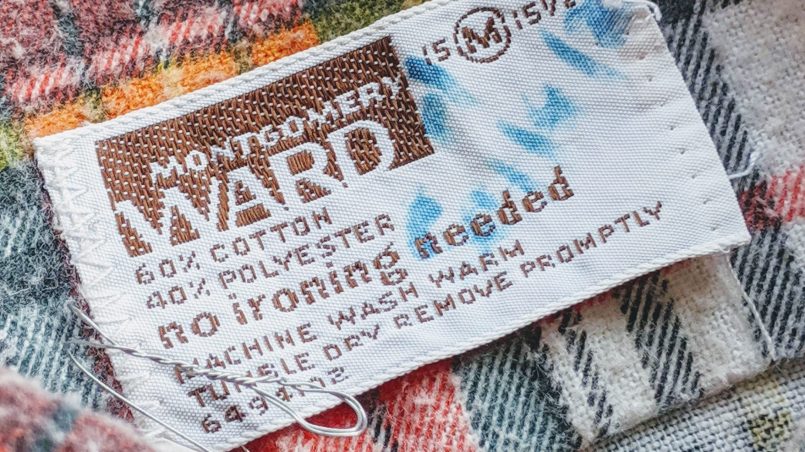 15 M 15½
MONTGOMERY
WARD
60% COTTON
40% POLYESTER
no ironing needed
MACHINE WASH WARM
TUMBLE DRY REMOVE PROMPTLY